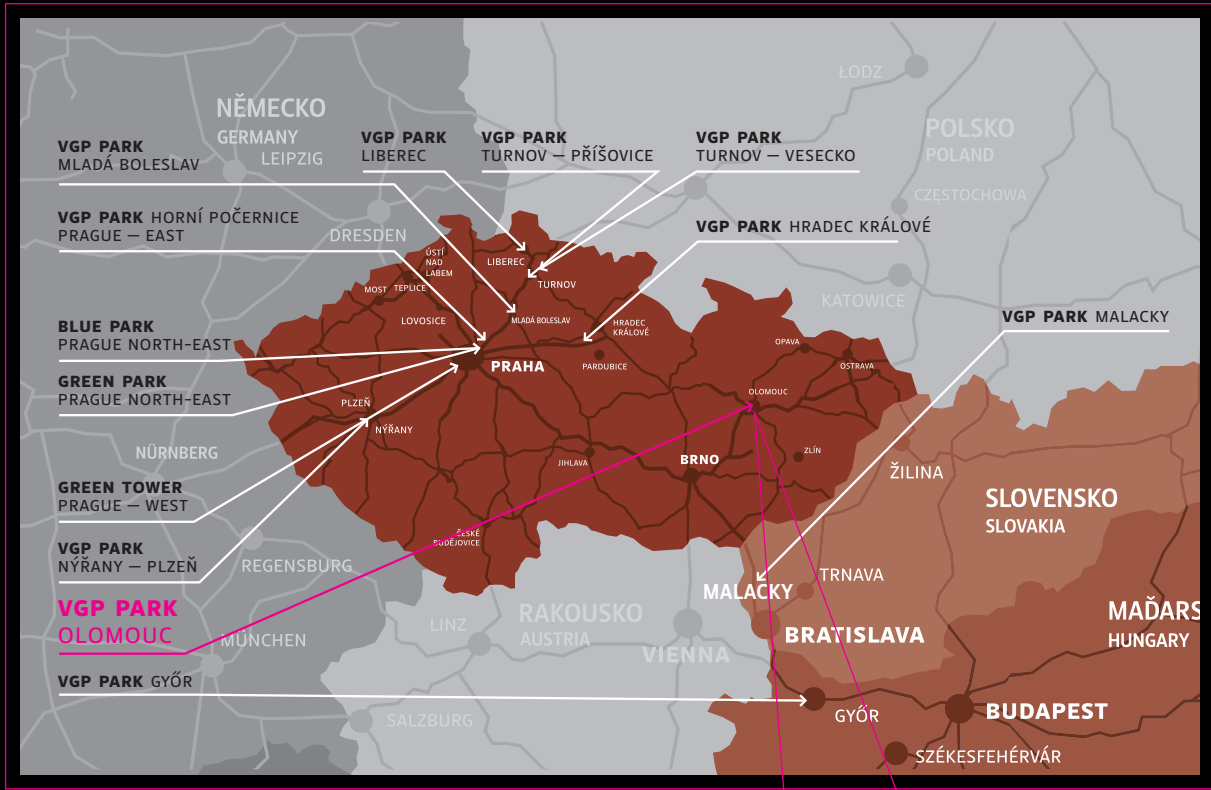 ŁODZ
NĚMECKO
GERMANY
LEIPZIG
POLSKO
POLAND
VGP PARK
MLADÁ BOLESLAV
VGP PARK
LIBEREC
VGP PARK
TURNOV – PŘÍŠOVICE
VGP PARK
TURNOV – VESECKO
CZĘSTOCHOWA
VGP PARK HORNÍ POČERNICE
PRAGUE – EAST
DRESDEN
VGP PARK HRADEC KRÁLOVÉ
ÚSTÍ
NAD
LABEM
LIBEREC
MOST
TEPLICE
TURNOV
KATOWICE
VGP PARK MALACKY
LOVOSICE
MLADÁ BOLESLAV
HRADEC
KRÁLOVÉ
BLUE PARK
PRAGUE NORTH-EAST
OPAVA
OSTRAVA
PRAHA
PARDUBICE
GREEN PARK
PRAGUE NORTH-EAST
OLOMOUC
PLZEŇ
NÝŘANY
NÜRNBERG
BRNO
ZLÍN
JIHLAVA
ŽILINA
GREEN TOWER
PRAGUE – WEST
SLOVENSKO
SLOVAKIA
ČESKÉ
BUDĚJOVICE
VGP PARK
NÝŘANY – PLZEŇ
REGENSBURG
MALACKY
TRNAVA
VGP PARK
OLOMOUC
MÜNCHEN
LINZ
RAKOUSKO
AUSTRIA
VIENNA
BRATISLAVA
MAĎARS
HUNGARY
VGP PARK GYŐR
SALZBURG
GYŐR
BUDAPEST
SZÉKESFEHÉRVÁR